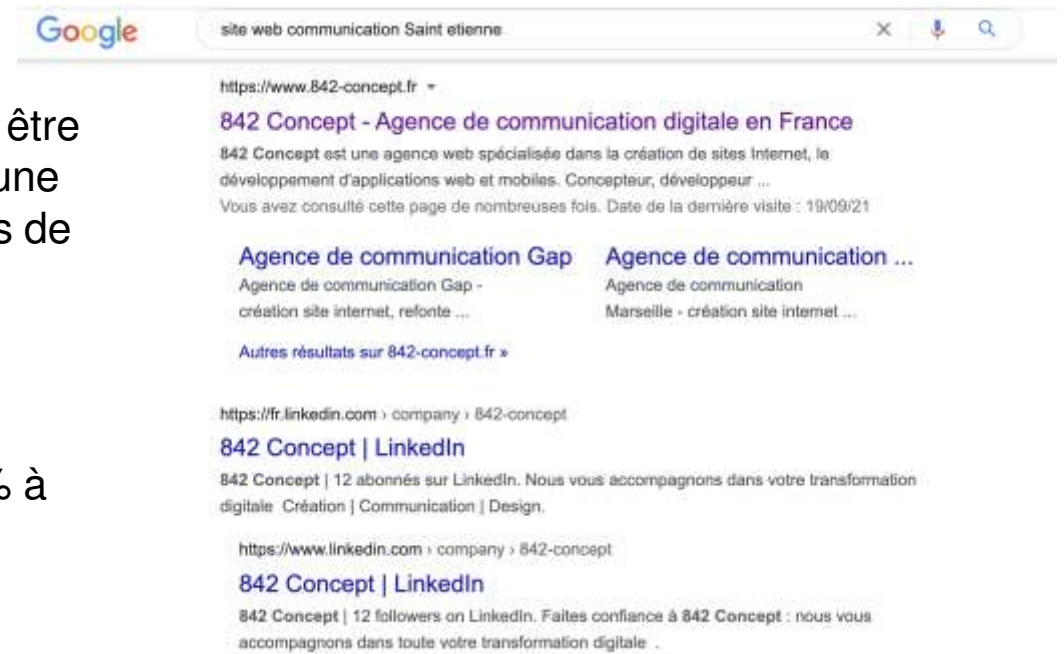 Google
site web communication Saint etienne
être
une
s de
% à
https://www.842-concept.fr
842 Concept - Agence de communication digitale en France
842 Concept est une agence web spécialisée dans la création de sites Internet, le
développement d'applications web et mobiles. Concepteur, développeur ...
Vous avez consulté cette page de nombreuses fois. Date de la dernière visite : 19/09/21
Agence de communication Gap
Agence de communication Gap -
création site internet, refonte ...
Agence de communication ...
Agence de communication
Marseille - création site internet ...
Autres résultats sur 842-concept.fr »
https://fr.linkedin.com › company › 842-concept
842 Concept | LinkedIn
842 Concept | 12 abonnés sur LinkedIn. Nous vous accompagnons dans votre transformation
digitale Création | Communication | Design.
https://www.linkedin.com › company › 842-concept
842 Concept | LinkedIn
842 Concept | 12 followers on LinkedIn. Faites confiance à 842 Concept : nous vous
accompagnons dans toute votre transformation digitale .